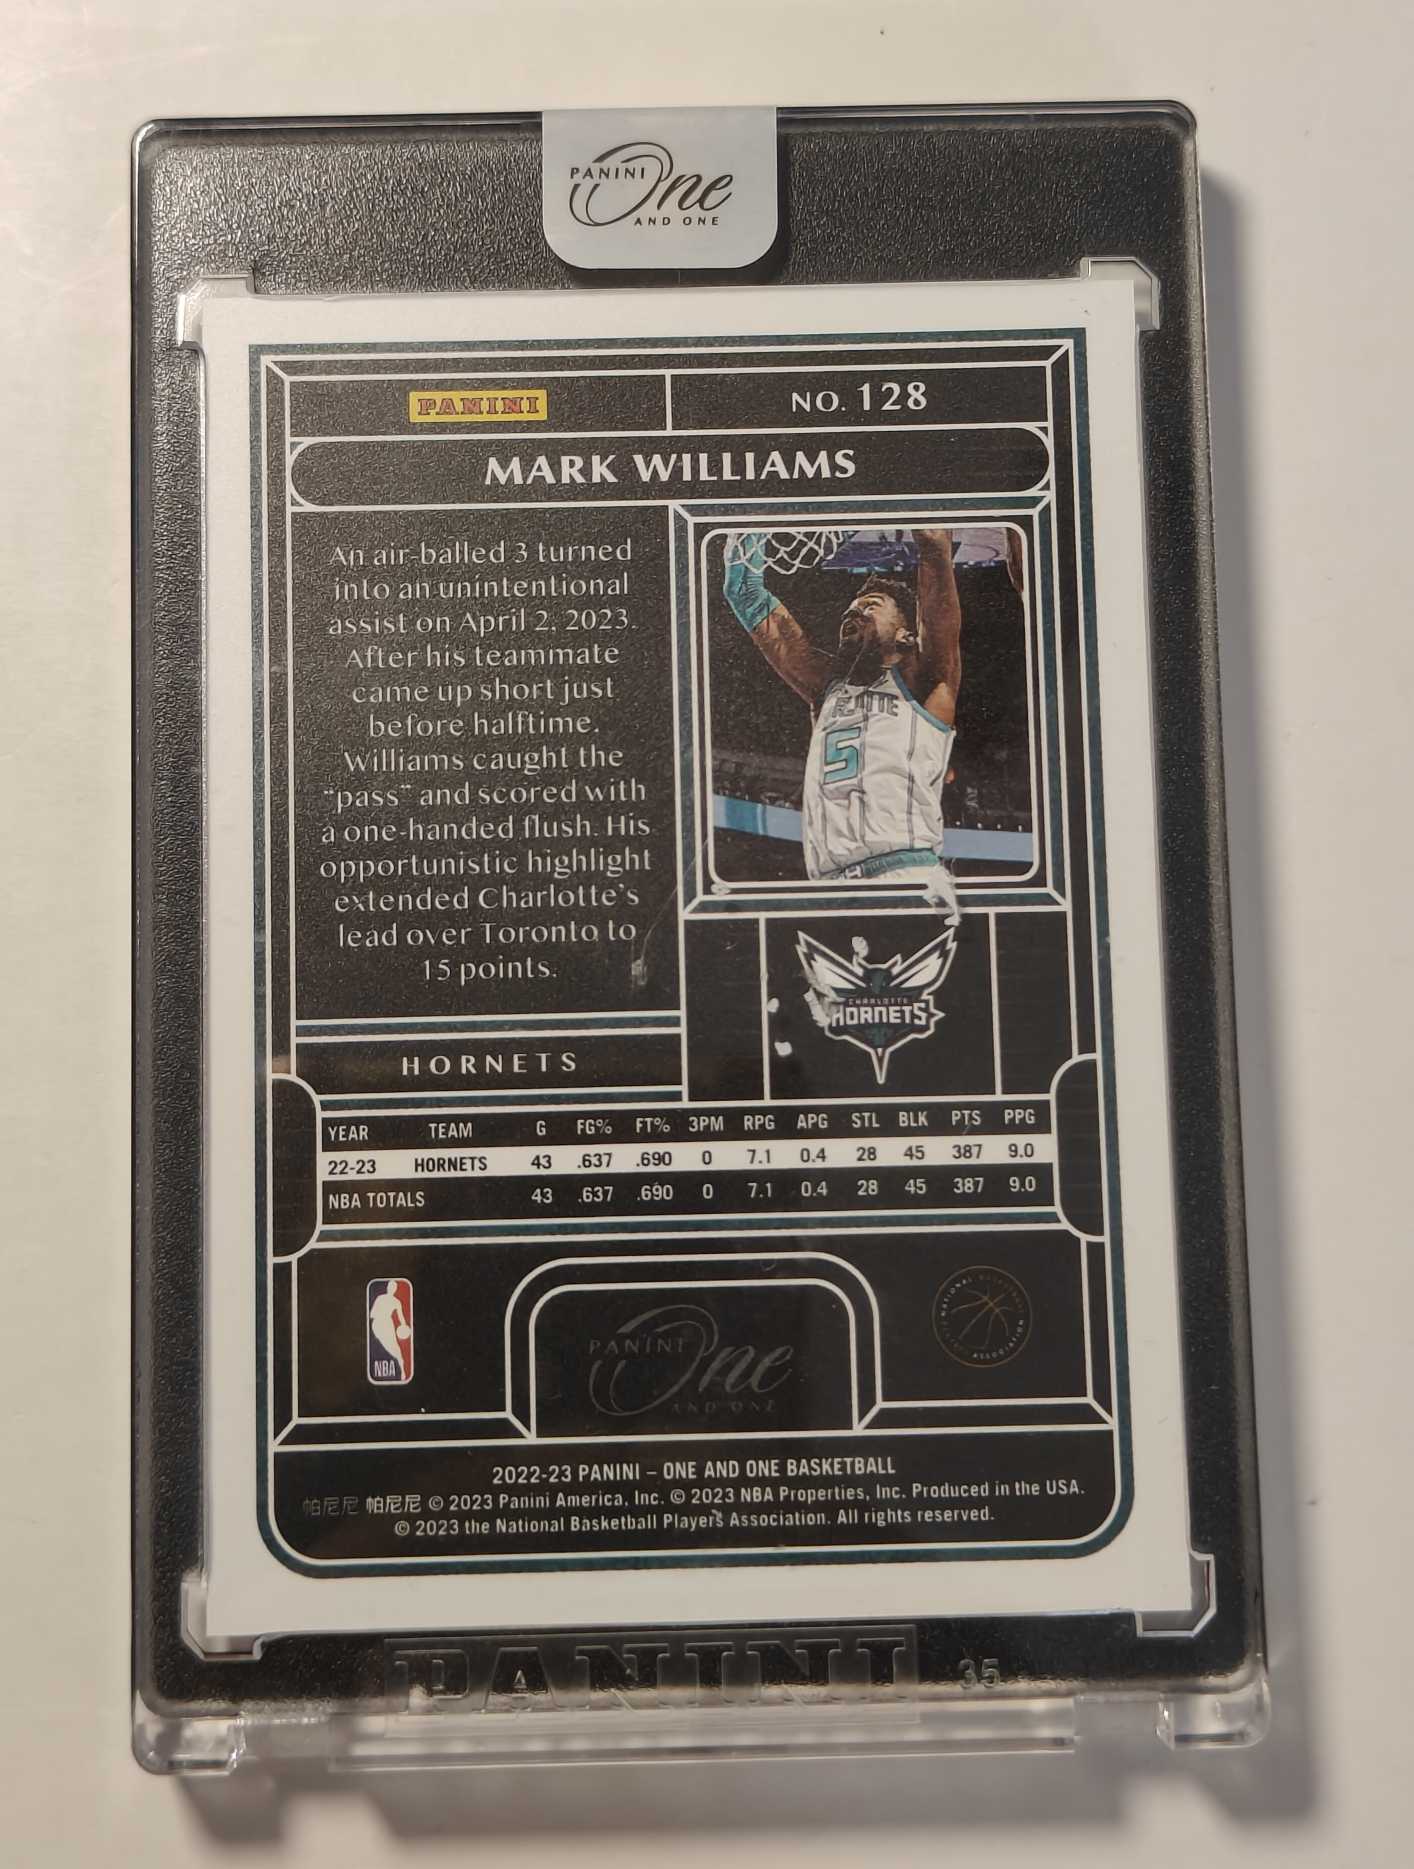 PANINI
One
AND ONE
PANINI
NO. 128
MARK WILLIAMS
An air-balled 3 turned
into an unintentional
assist on April 2, 2023.
After his teammate
came up short just
before halftime,
Williams caught the
“pass” and scored with
a one-handed flush. His
opportunistic highlight
extended Charlotte’s
lead over Toronto to
15 points.
5
CHARLOTTE
HORNETS
HORNETS
YEAR TEAM G FG% FT% 3PM RPG APG STL BLK PTS PPG
22-23 HORNETS 43 .637 .690 0 7.1 0.4 28 45 387 9.0
NBA TOTALS 43 .637 .690 0 7.1 0.4 28 45 387 9.0
NBA
PANINI
One
AND ONE
NATIONAL BASKETBALL
ASSOCIATION
2022-23 PANINI – ONE AND ONE BASKETBALL
帕尼尼 帕尼尼 © 2023 Panini America, Inc. © 2023 NBA Properties, Inc. Produced in the USA.
© 2023 the National Basketball Players Association. All rights reserved.
PANINI 35